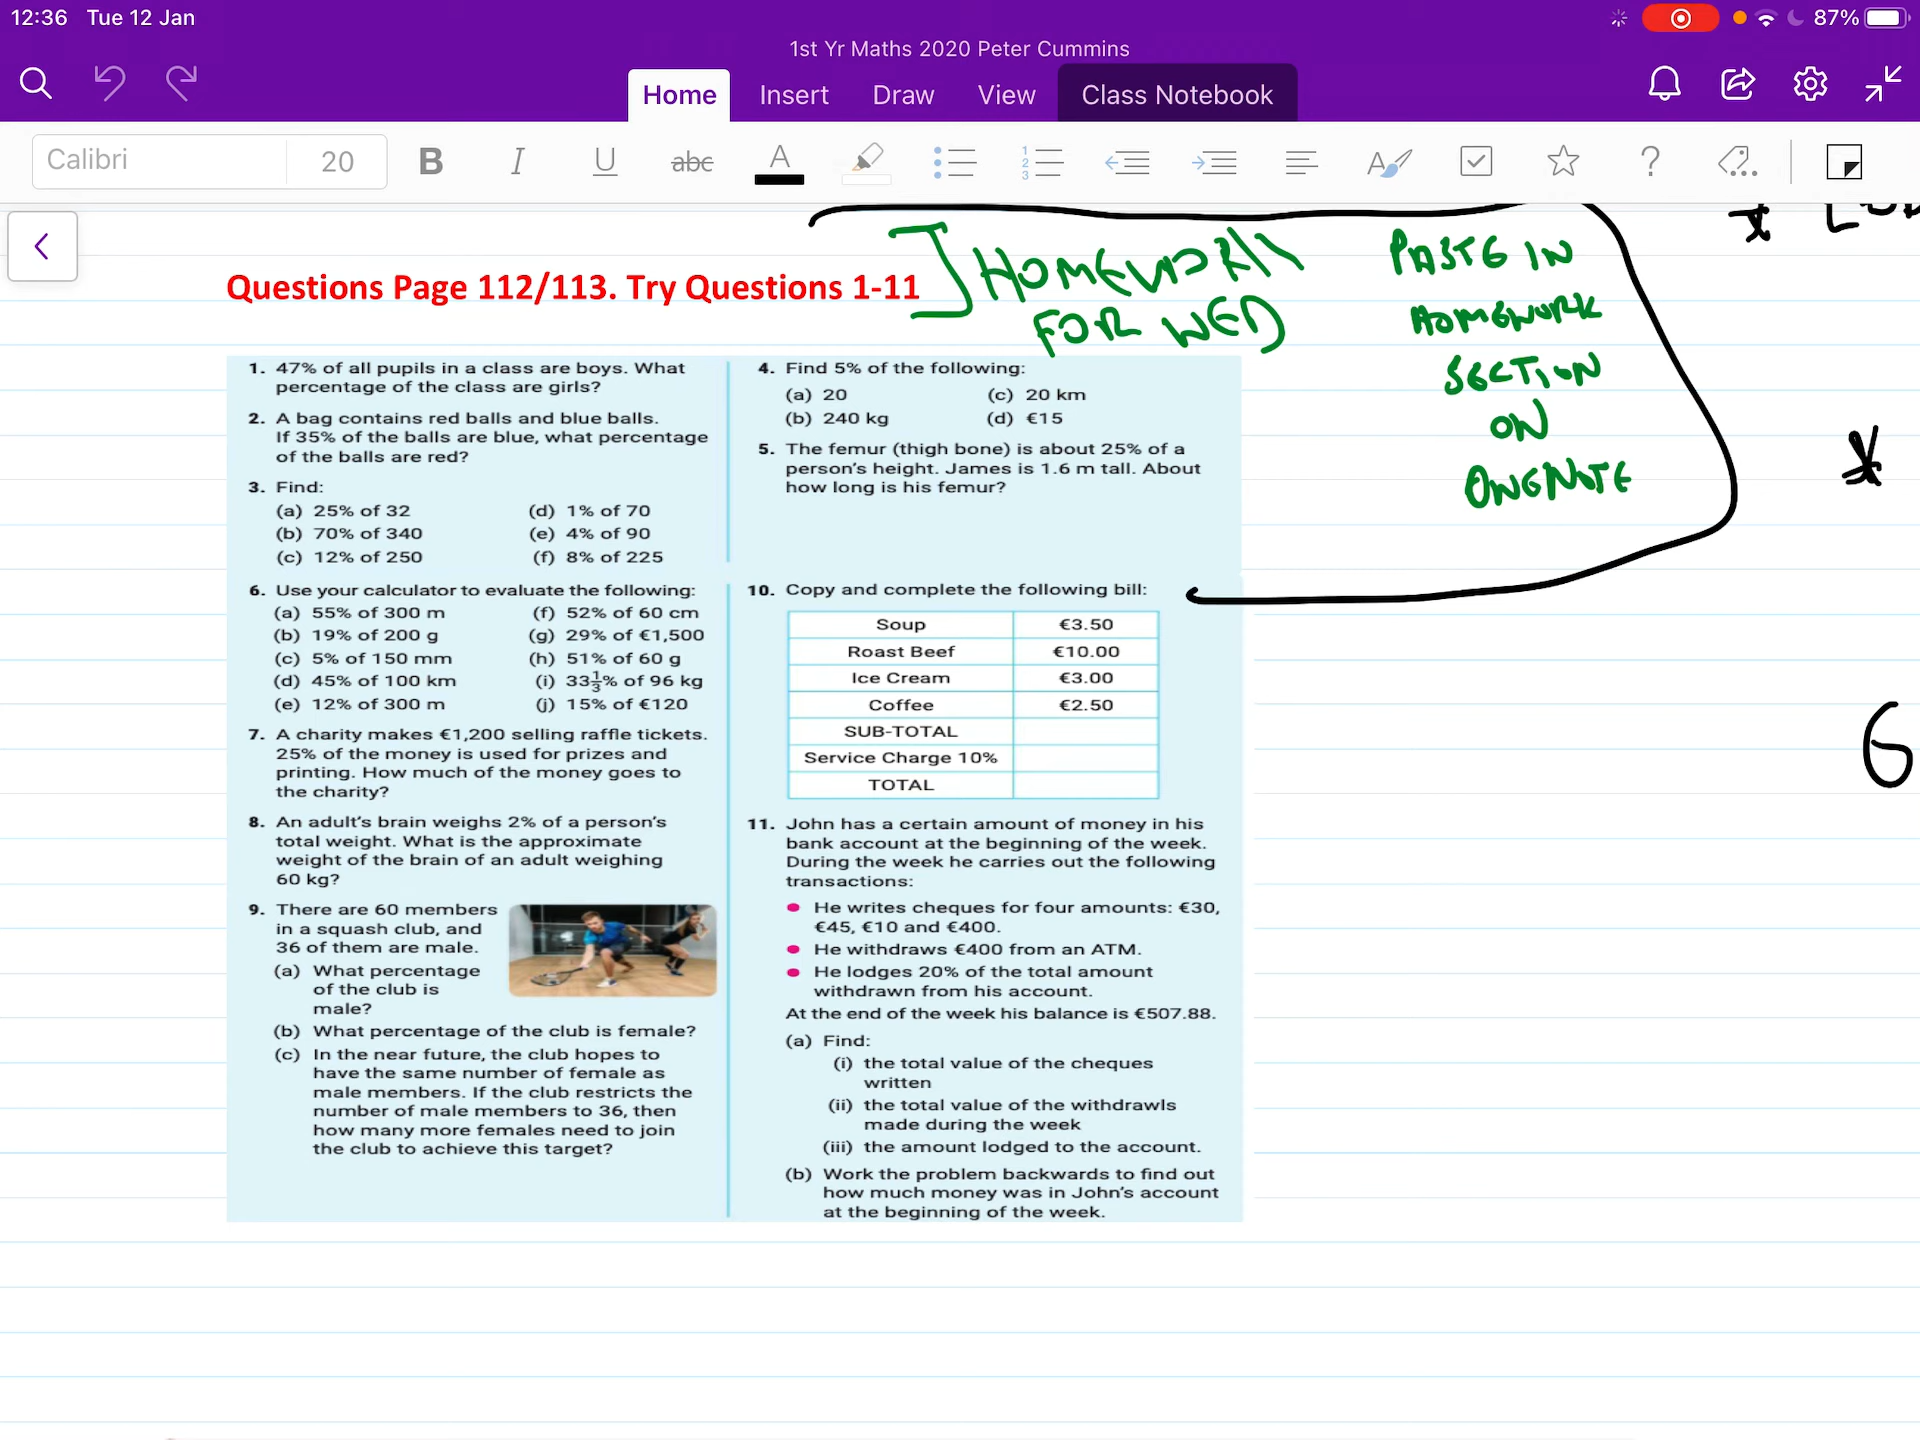 12:36 Tue 12 Jan
87%
1st Yr Maths 2020 Peter Cummins
Home Insert Draw View Class Notebook
Calibri 20 B I U abc A
Questions Page 112/113. Try Questions 1-11
HOMEWORK
FOR WED
PASTE IN
HOMEWORK
SECTION
ON
ONENOTE
1. 47% of all pupils in a class are boys. What
percentage of the class are girls?
2. A bag contains red balls and blue balls.
If 35% of the balls are blue, what percentage
of the balls are red?
3. Find:
(a) 25% of 32 (d) 1% of 70
(b) 70% of 340 (e) 4% of 90
(c) 12% of 250 (f) 8% of 225
4. Find 5% of the following:
(a) 20 (c) 20 km
(b) 240 kg (d) €15
5. The femur (thigh bone) is about 25% of a
person's height. James is 1.6 m tall. About
how long is his femur?
6. Use your calculator to evaluate the following:
(a) 55% of 300 m (f) 52% of 60 cm
(b) 19% of 200 g (g) 29% of €1,500
(c) 5% of 150 mm (h) 51% of 60 g
(d) 45% of 100 km (i) 33⅓% of 96 kg
(e) 12% of 300 m (j) 15% of €120
7. A charity makes €1,200 selling raffle tickets.
25% of the money is used for prizes and
printing. How much of the money goes to
the charity?
8. An adult's brain weighs 2% of a person's
total weight. What is the approximate
weight of the brain of an adult weighing
60 kg?
9. There are 60 members
in a squash club, and
36 of them are male.
(a) What percentage
of the club is
male?
(b) What percentage of the club is female?
(c) In the near future, the club hopes to
have the same number of female as
male members. If the club restricts the
number of male members to 36, then
how many more females need to join
the club to achieve this target?
10. Copy and complete the following bill:
Soup €3.50
Roast Beef €10.00
Ice Cream €3.00
Coffee €2.50
SUB-TOTAL
Service Charge 10%
TOTAL
11. John has a certain amount of money in his
bank account at the beginning of the week.
During the week he carries out the following
transactions:
• He writes cheques for four amounts: €30,
€45, €10 and €400.
• He withdraws €400 from an ATM.
• He lodges 20% of the total amount
withdrawn from his account.
At the end of the week his balance is €507.88.
(a) Find:
(i) the total value of the cheques
written
(ii) the total value of the withdrawls
made during the week
(iii) the amount lodged to the account.
(b) Work the problem backwards to find out
how much money was in John's account
at the beginning of the week.